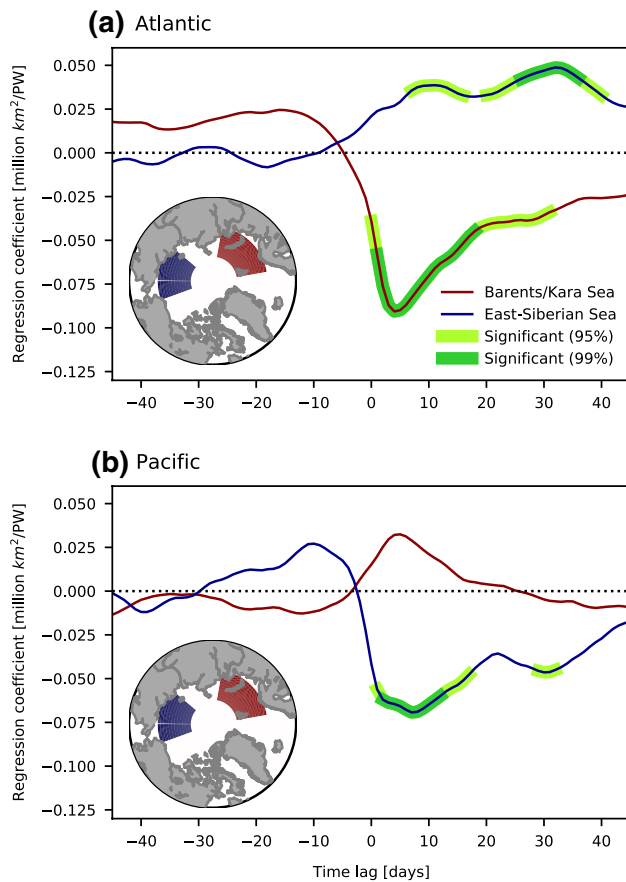 (a) Atlantic
Regression coefficient [million km²/PW]
0.050
0.025
0.000
−0.025
−0.050
−0.075
−0.100
−0.125
Barents/Kara Sea
East-Siberian Sea
Significant (95%)
Significant (99%)
−40 −30 −20 −10 0 10 20 30 40
(b) Pacific
Regression coefficient [million km²/PW]
0.050
0.025
0.000
−0.025
−0.050
−0.075
−0.100
−0.125
−40 −30 −20 −10 0 10 20 30 40
Time lag [days]